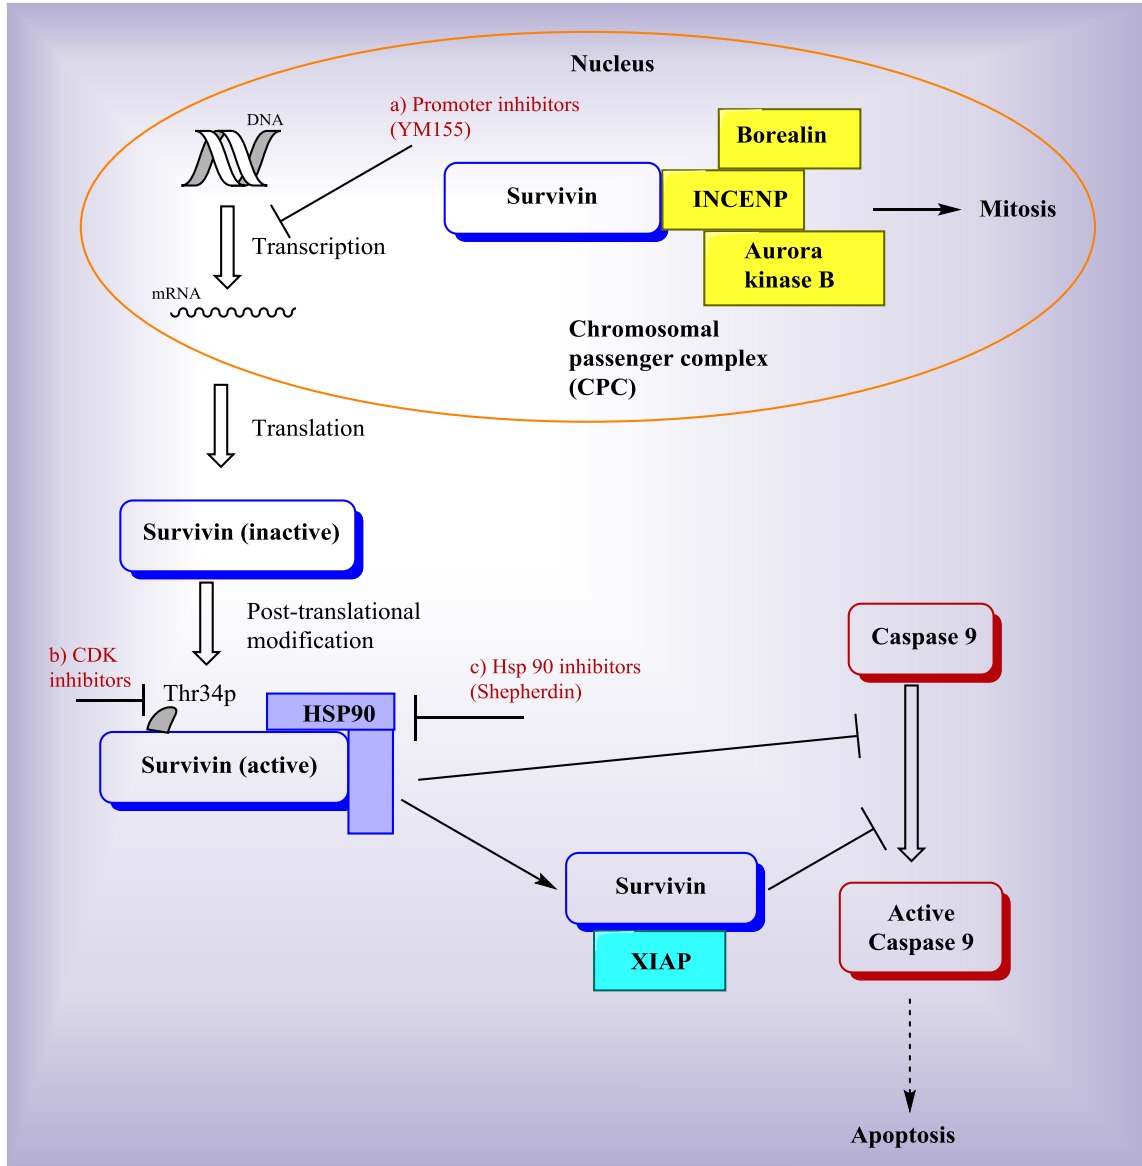 Nucleus
a) Promoter inhibitors
(YM155)
DNA
Borealin
Survivin
INCENP
Mitosis
Transcription
Aurora
kinase B
mRNA
Chromosomal
passenger complex
(CPC)
Translation
Survivin (inactive)
Post-translational
modification
Caspase 9
b) CDK
inhibitors
c) Hsp 90 inhibitors
(Shepherdin)
Thr34p
HSP90
Survivin (active)
Survivin
XIAP
Active
Caspase 9
Apoptosis